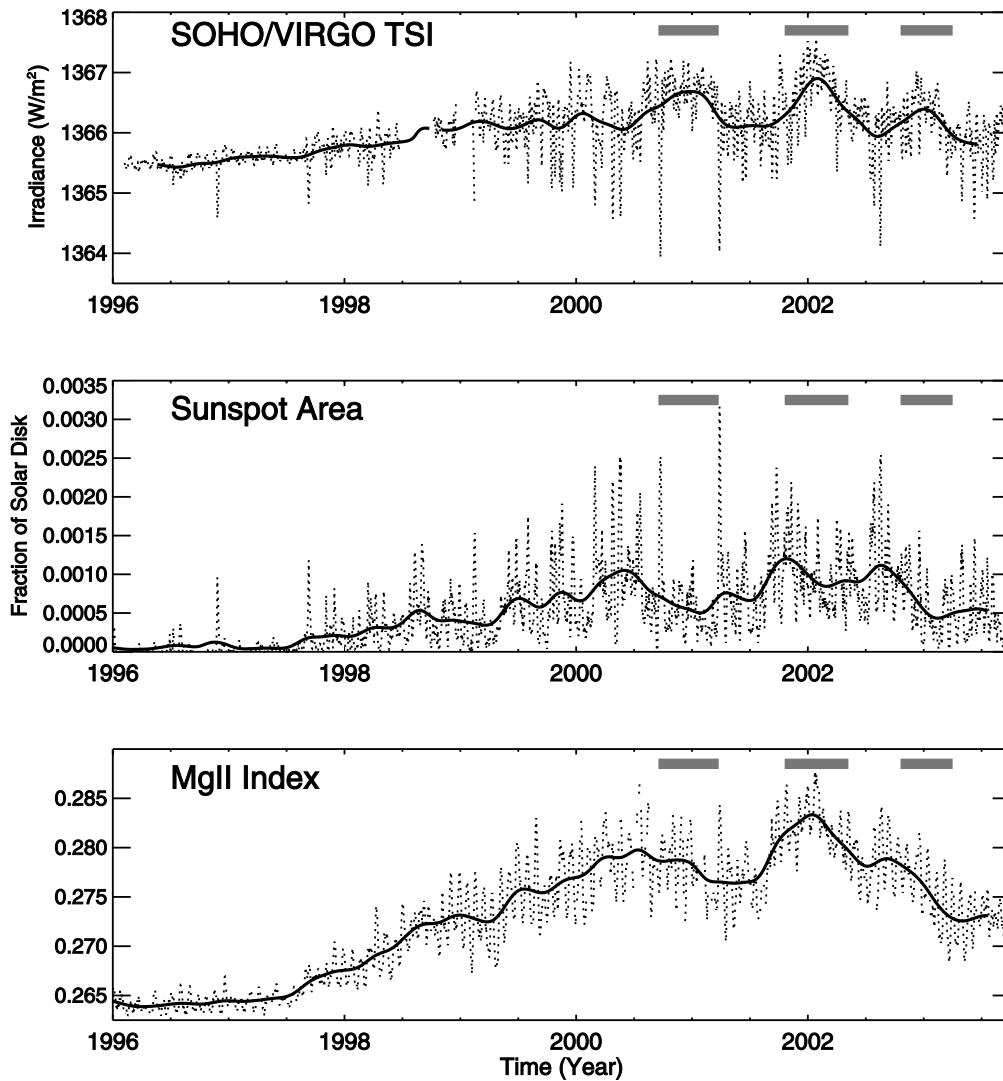 SOHO/VIRGO TSI
Irradiance (W/m²)
1368
1367
1366
1365
1364
1996 1998 2000 2002
Sunspot Area
Fraction of Solar Disk
0.0035
0.0030
0.0025
0.0020
0.0015
0.0010
0.0005
0.0000
1996 1998 2000 2002
MgII Index
0.285
0.280
0.275
0.270
0.265
1996 1998 2000 2002
Time (Year)